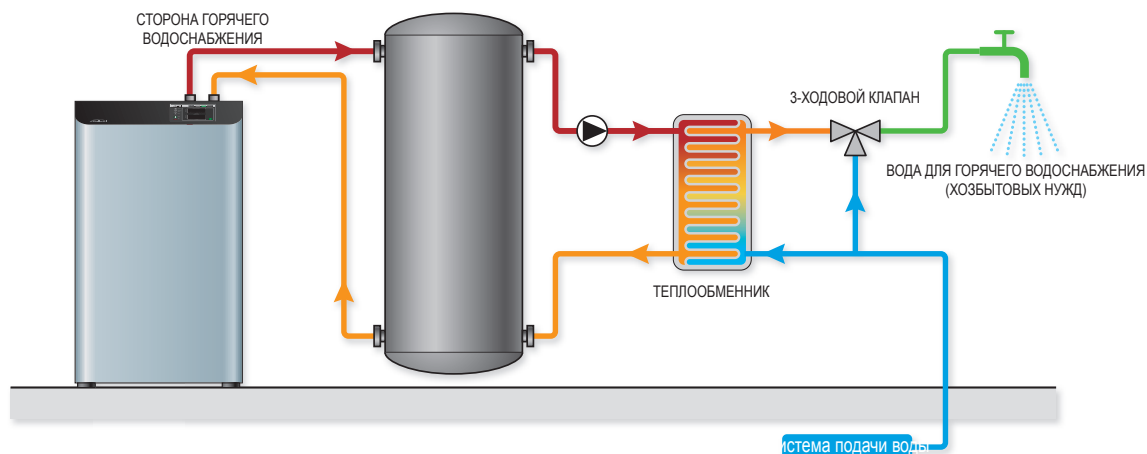 СТОРОНА ГОРЯЧЕГО
ВОДОСНАБЖЕНИЯ
3-ХОДОВОЙ КЛАПАН
ВОДА ДЛЯ ГОРЯЧЕГО ВОДОСНАБЖЕНИЯ
(ХОЗБЫТОВЫХ НУЖД)
ТЕПЛООБМЕННИК
истема подачи воды